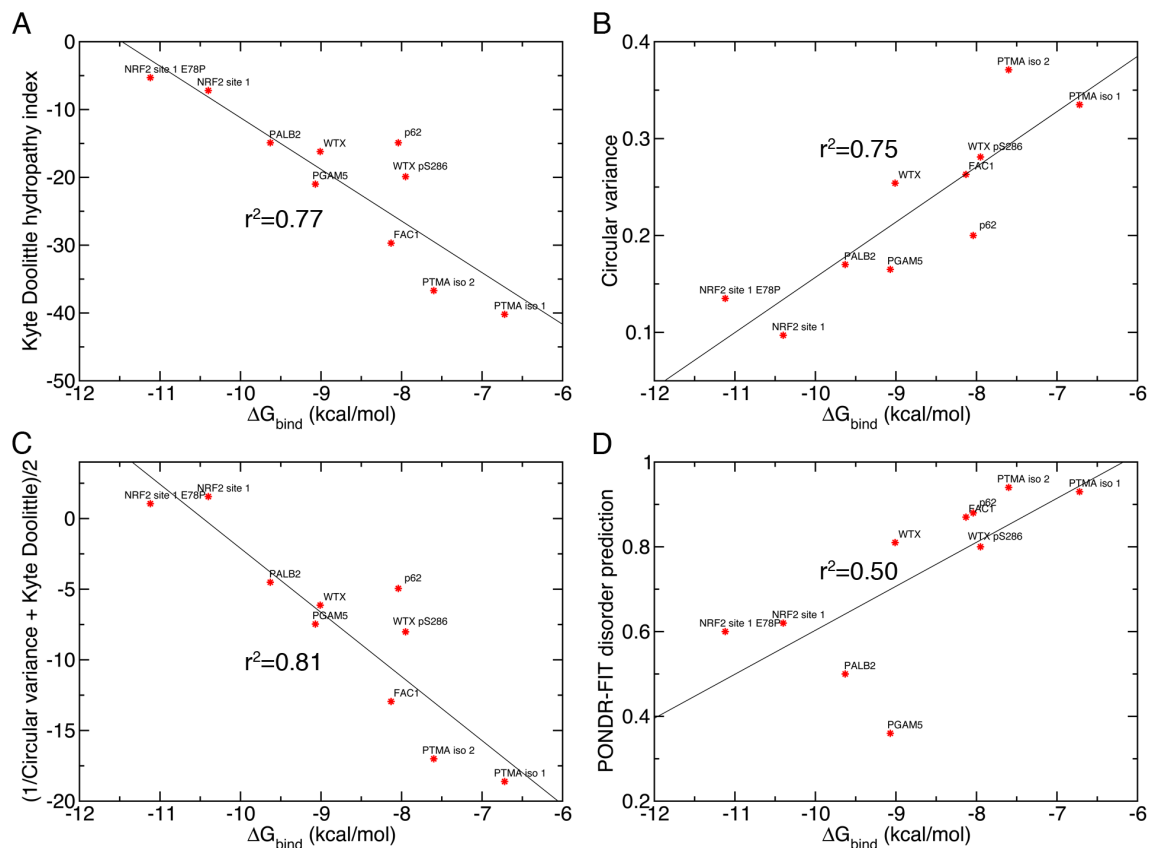 A
Kyte Doolittle hydropathy index
0
-10
-20
-30
-40
-50
NRF2 site 1 E78P
NRF2 site 1
PALB2
WTX
p62
PGAM5
WTX pS286
r²=0.77
FAC1
PTMA iso 2
PTMA iso 1
-12 -11 -10 -9 -8 -7 -6
ΔGbind (kcal/mol)
B
Circular variance
0.4
0.3
0.2
0.1
PTMA iso 2
PTMA iso 1
r²=0.75
WTX pS286
FAC1
WTX
p62
PALB2
PGAM5
NRF2 site 1 E78P
NRF2 site 1
-12 -11 -10 -9 -8 -7 -6
ΔGbind (kcal/mol)
C
(1/Circular variance + Kyte Doolittle)/2
0
-5
-10
-15
-20
NRF2 site 1 E78P
NRF2 site 1
PALB2
p62
WTX
PGAM5
WTX pS286
r²=0.81
FAC1
PTMA iso 2
PTMA iso 1
-12 -11 -10 -9 -8 -7 -6
ΔGbind (kcal/mol)
D
PONDR-FIT disorder prediction
1
0.8
0.6
0.4
0.2
PTMA iso 2
PTMA iso 1
p62
FAC1
WTX
WTX pS286
r²=0.50
NRF2 site 1 E78P
NRF2 site 1
PALB2
PGAM5
-12 -11 -10 -9 -8 -7 -6
ΔGbind (kcal/mol)